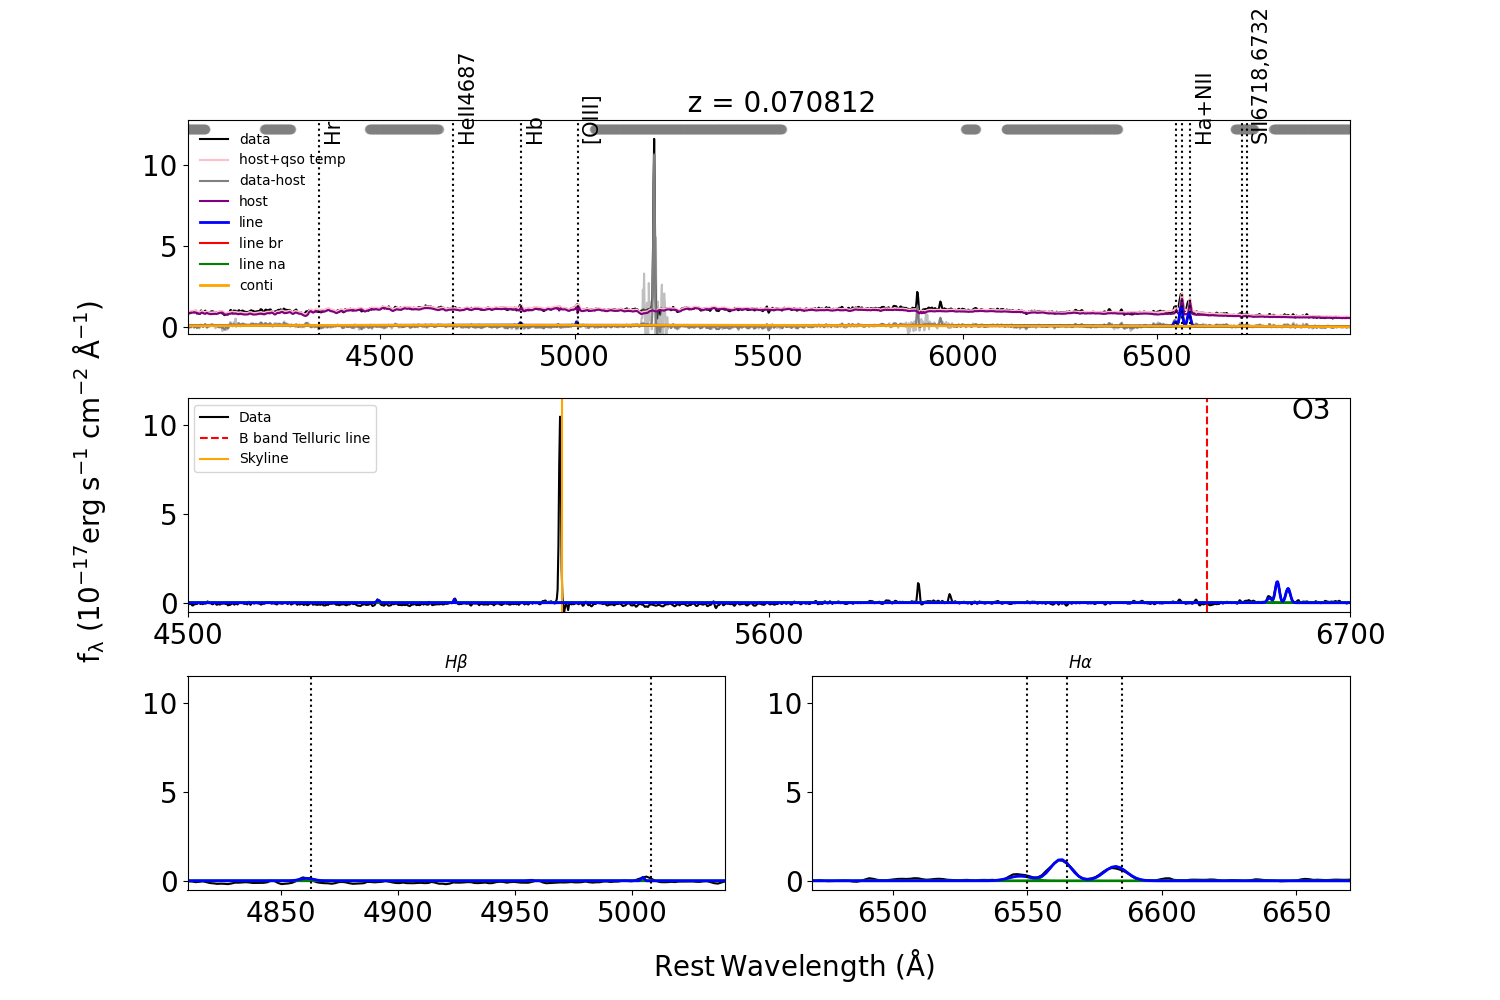 z = 0.070812
Hr
HeII4687
Hb
[OIII]
Ha+NII
SII6718,6732
data
host+qso temp
data-host
host
line
line br
line na
conti
10
5
0
4500
5000
5500
6000
6500
fλ (10⁻¹⁷erg s⁻¹ cm⁻² Å⁻¹)
O3
Data
B band Telluric line
Skyline
10
5
0
4500
5600
6700
Hβ
10
5
0
4850
4900
4950
5000
Hα
10
5
0
6500
6550
6600
6650
Rest Wavelength (Å)